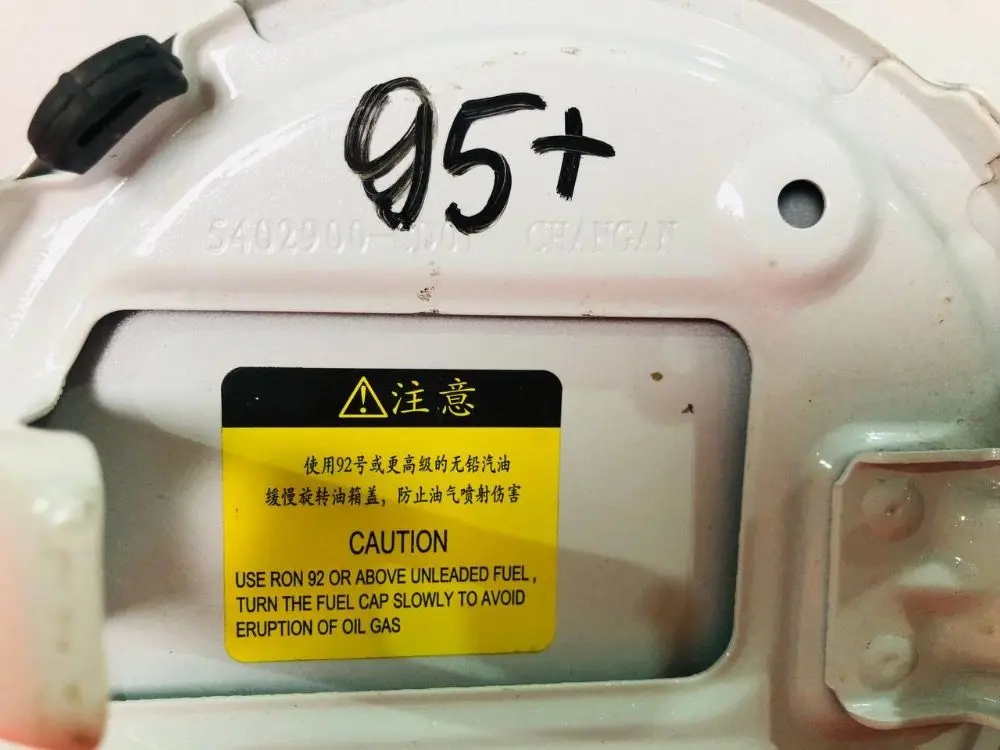 95+
CHANGAN
注意
使用92号或更高级的无铅汽油
缓慢旋转油箱盖，防止油气喷射伤害
CAUTION
USE RON 92 OR ABOVE UNLEADED FUEL,
TURN THE FUEL CAP SLOWLY TO AVOID
ERUPTION OF OIL GAS